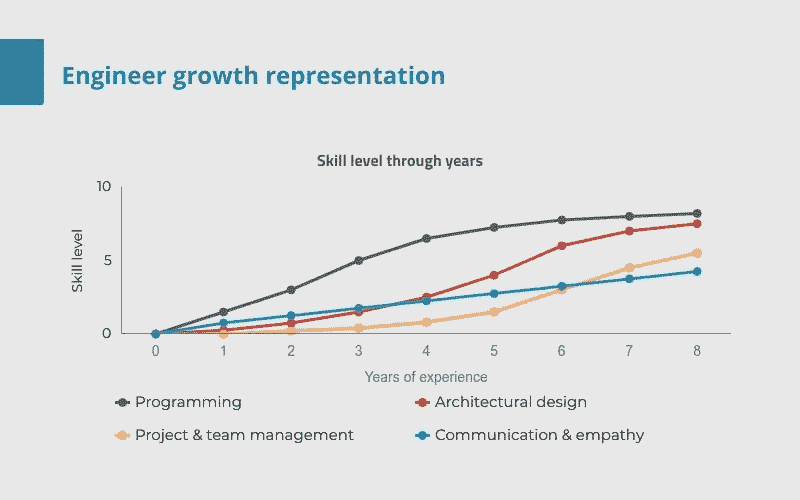 Engineer growth representation
Skill level through years
10
5
0
Skill level
0 1 2 3 4 5 6 7 8
Years of experience
Programming Architectural design
Project & team management Communication & empathy